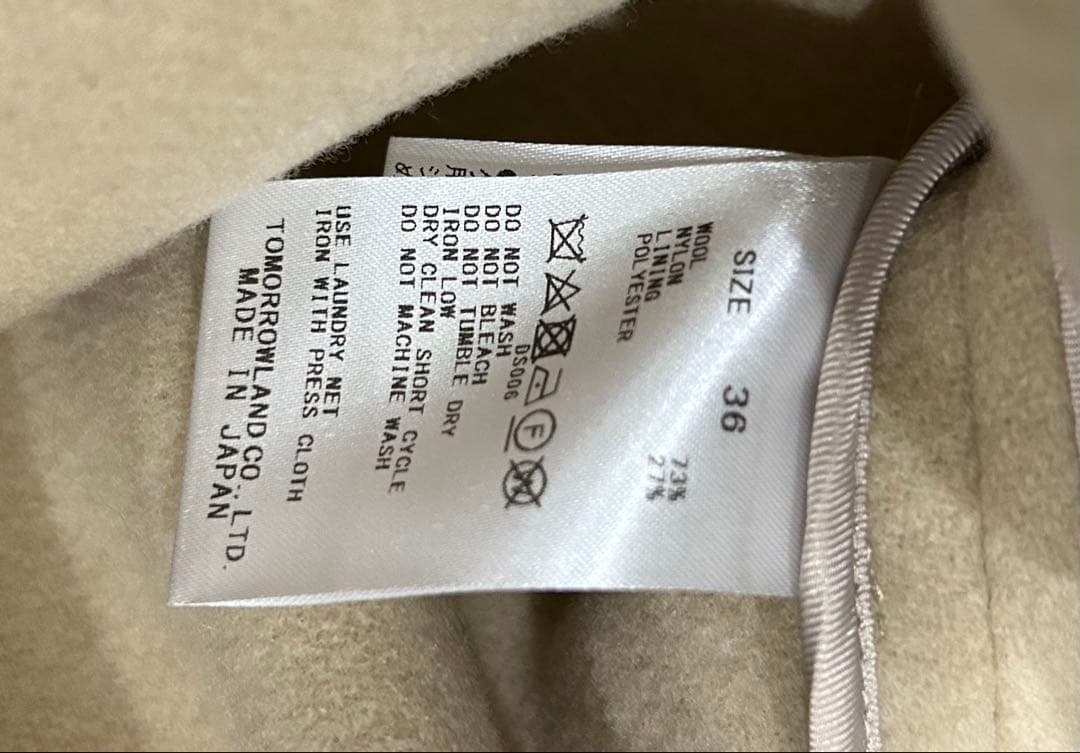 SIZE 36
WOOL 73%
NYLON 27%
LINING
POLYESTER
DS006
F
W
DO NOT WASH
DO NOT BLEACH
DO NOT TUMBLE DRY
IRON LOW
DRY CLEAN SHORT CYCLE
DO NOT MACHINE WASH
USE LAUNDRY NET
IRON WITH PRESS CLOTH
TOMORROWLAND CO., LTD.
MADE IN JAPAN